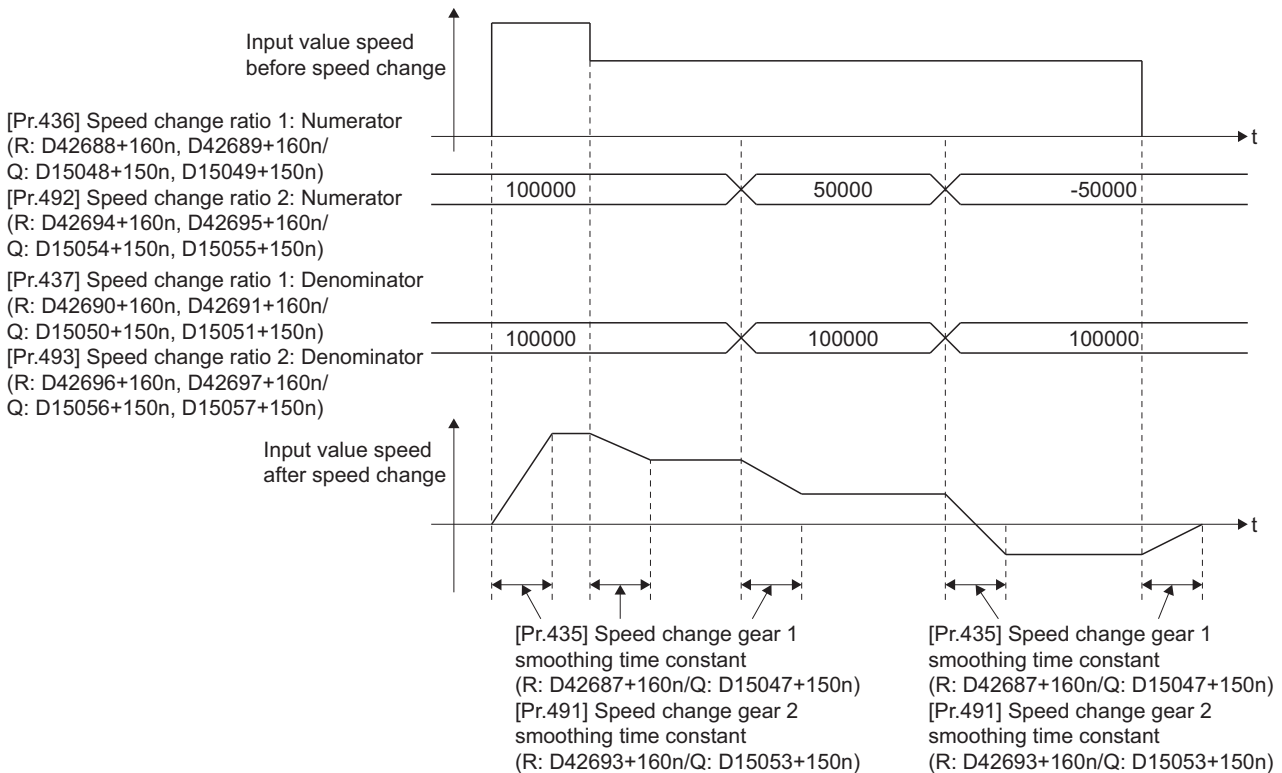 Input value speed
before speed change
t
[Pr.436] Speed change ratio 1: Numerator
(R: D42688+160n, D42689+160n/
Q: D15048+150n, D15049+150n)
[Pr.492] Speed change ratio 2: Numerator
(R: D42694+160n, D42695+160n/
Q: D15054+150n, D15055+150n)
100000 50000 -50000
[Pr.437] Speed change ratio 1: Denominator
(R: D42690+160n, D42691+160n/
Q: D15050+150n, D15051+150n)
[Pr.493] Speed change ratio 2: Denominator
(R: D42696+160n, D42697+160n/
Q: D15056+150n, D15057+150n)
100000 100000 100000
Input value speed
after speed change
t
[Pr.435] Speed change gear 1
smoothing time constant
(R: D42687+160n/Q: D15047+150n)
[Pr.491] Speed change gear 2
smoothing time constant
(R: D42693+160n/Q: D15053+150n)
[Pr.435] Speed change gear 1
smoothing time constant
(R: D42687+160n/Q: D15047+150n)
[Pr.491] Speed change gear 2
smoothing time constant
(R: D42693+160n/Q: D15053+150n)